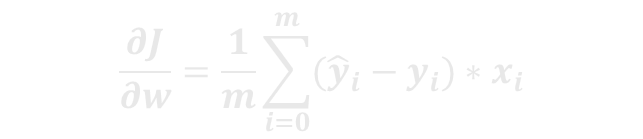 ∂J/∂w = 1/m ∑_{i=0}^{m} (ŷ_i − y_i) * x_i